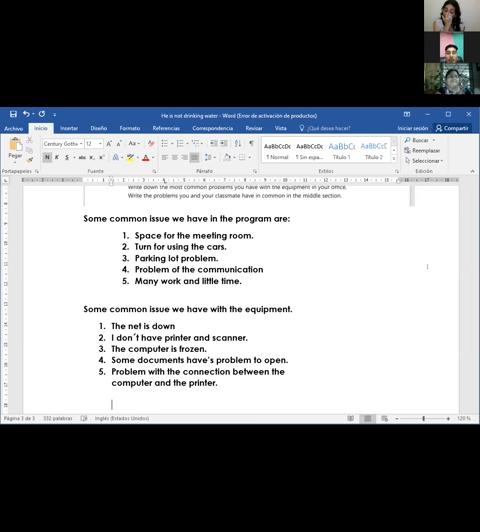 He is not drinking water - Word (Error de activación de productos)
Archivo Inicio Insertar Diseño Formato Referencias Correspondencia Revisar Vista ¿Qué desea hacer? Iniciar sesión Compartir
Pegar
Century Gothi 12
N K S abc
AaBbCcDc AaBbCcDc AaBbCc AaBbCcD
¶ Normal ¶ Sin espa... Título 1 Título 2
Buscar
Reemplazar
Seleccionar
Portapapeles Fuente Párrafo Estilos Edición
Write down the most common problems you have with the equipment in your office.
Write the problems you and your classmate have in common in the middle section.
Some common issue we have in the program are:
1. Space for the meeting room.
2. Turn for using the cars.
3. Parking lot problem.
4. Problem of the communication
5. Many work and little time.
Some common issue we have with the equipment.
1. The net is down
2. I don´t have printer and scanner.
3. The computer is frozen.
4. Some documents have's problem to open.
5. Problem with the connection between the
computer and the printer.
Página 3 de 3 332 palabras Inglés (Estados Unidos) 120 %